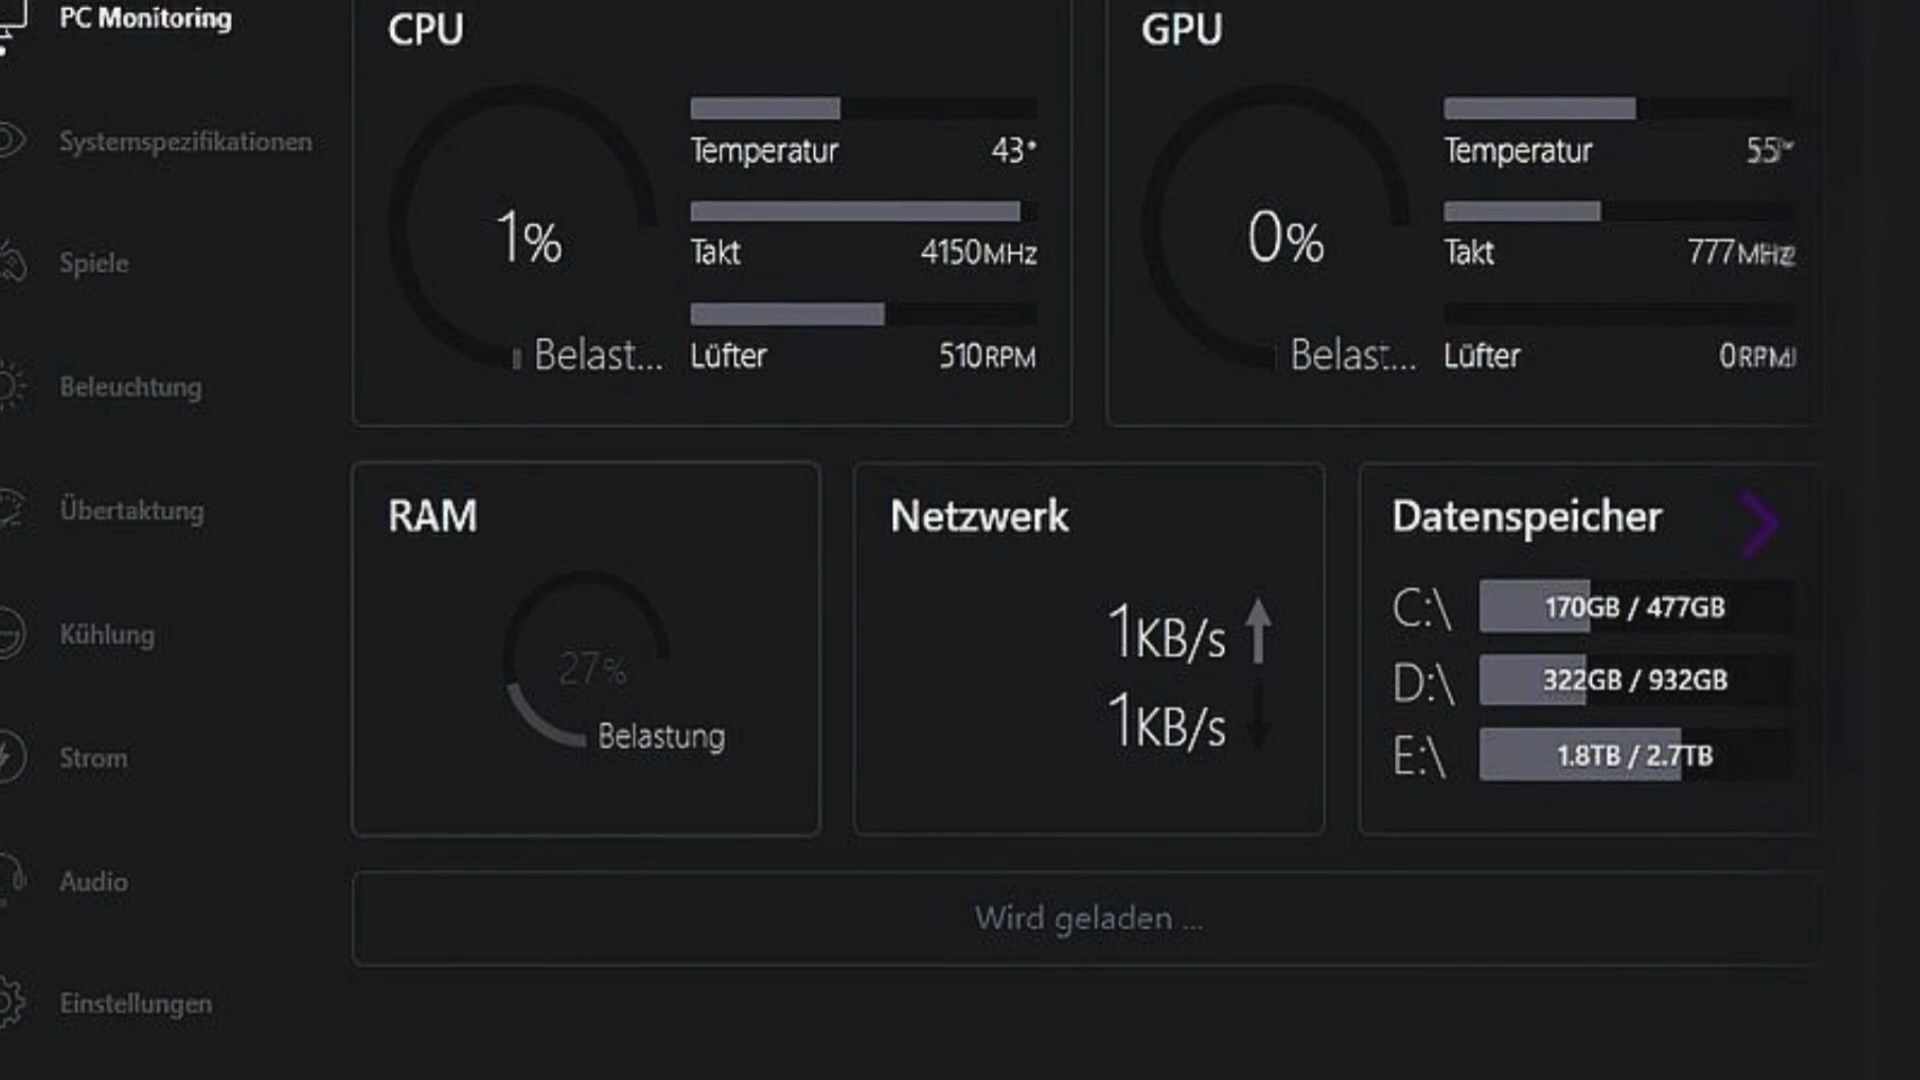 PC Monitoring
Systemspezifikationen
Spiele
Beleuchtung
Übertaktung
Kühlung
Strom
Audio
Einstellungen
CPU
1%
Belast...
Temperatur 43°
Takt 4150MHz
Lüfter 510RPM
GPU
0%
Belast...
Temperatur 55°
Takt 777MHz
Lüfter 0RPM
RAM
27%
Belastung
Netzwerk
1KB/s
1KB/s
Datenspeicher
C:\ 170GB / 477GB
D:\ 322GB / 932GB
E:\ 1.8TB / 2.7TB
Wird geladen ...